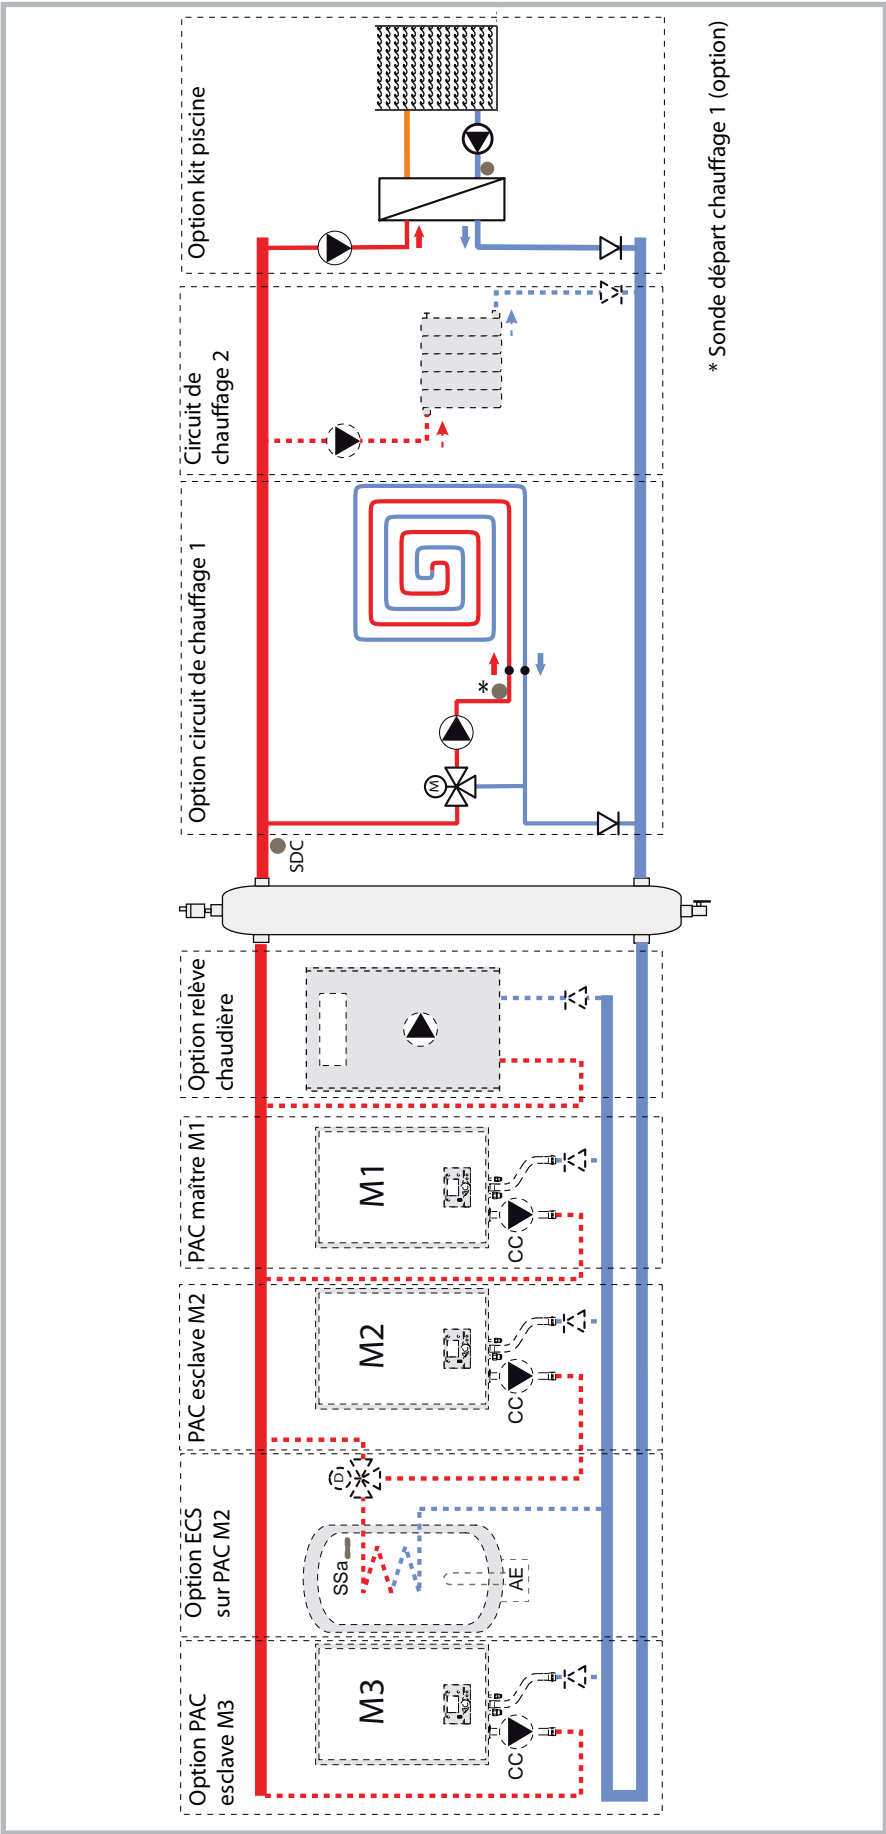 Option PAC
esclave M3
M3
CC
Option ECS
sur PAC M2
SSa
AE
D
PAC esclave M2
M2
CC
PAC maître M1
M1
CC
Option relève
chaudière
SDC
Option circuit de chauffage 1
M
*
Circuit de
chauffage 2
Option kit piscine
* Sonde départ chauffage 1 (option)